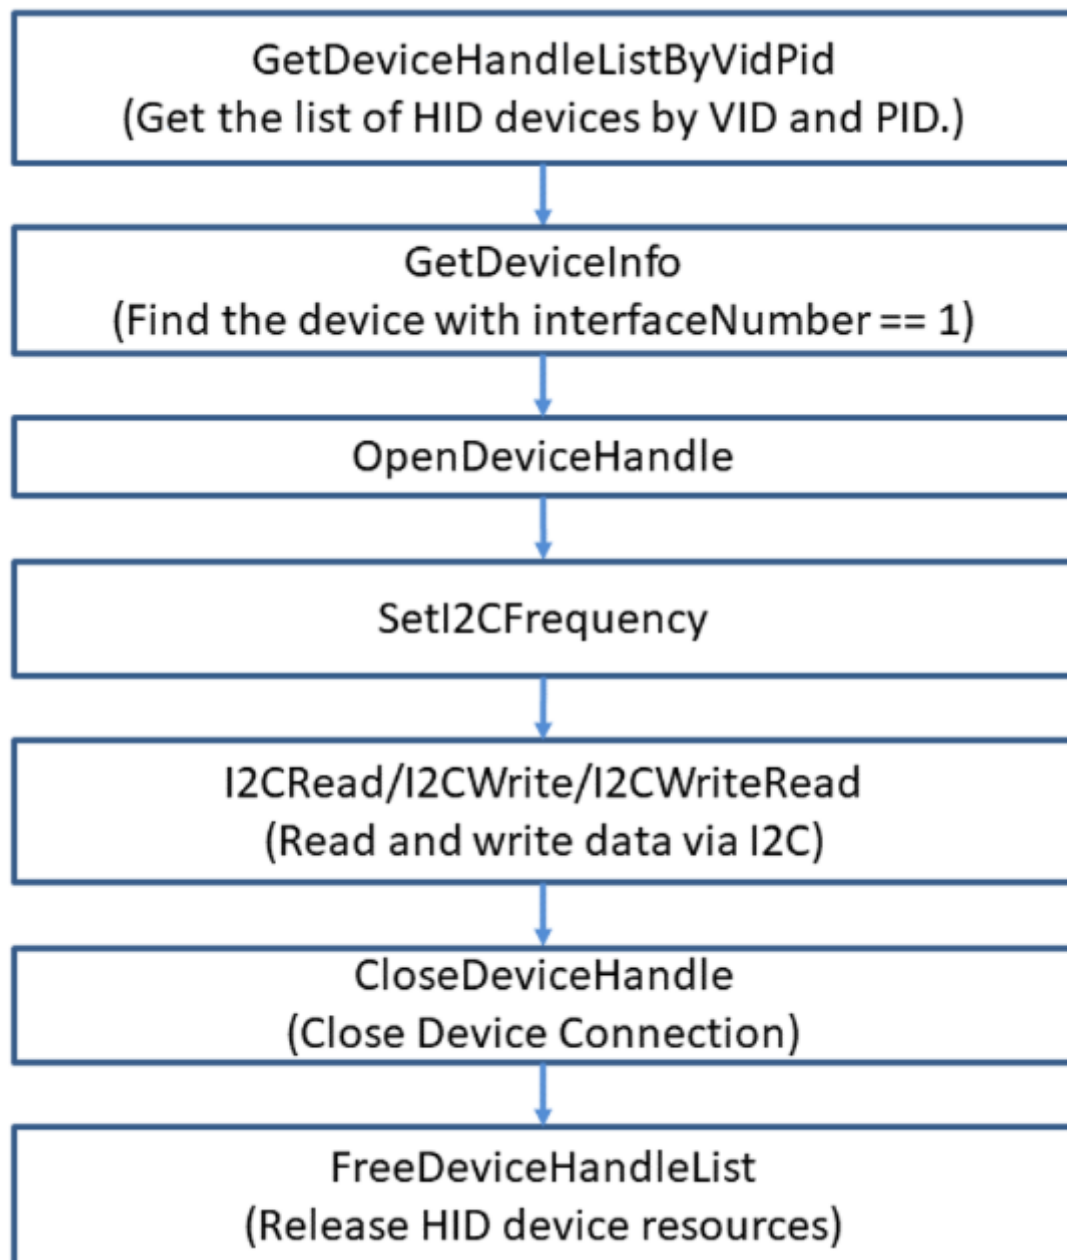 GetDeviceHandleListByVidPid
(Get the list of HID devices by VID and PID.)
GetDeviceInfo
(Find the device with interfaceNumber == 1)
OpenDeviceHandle
SetI2CFrequency
I2CRead/I2CWrite/I2CWriteRead
(Read and write data via I2C)
CloseDeviceHandle
(Close Device Connection)
FreeDeviceHandleList
(Release HID device resources)